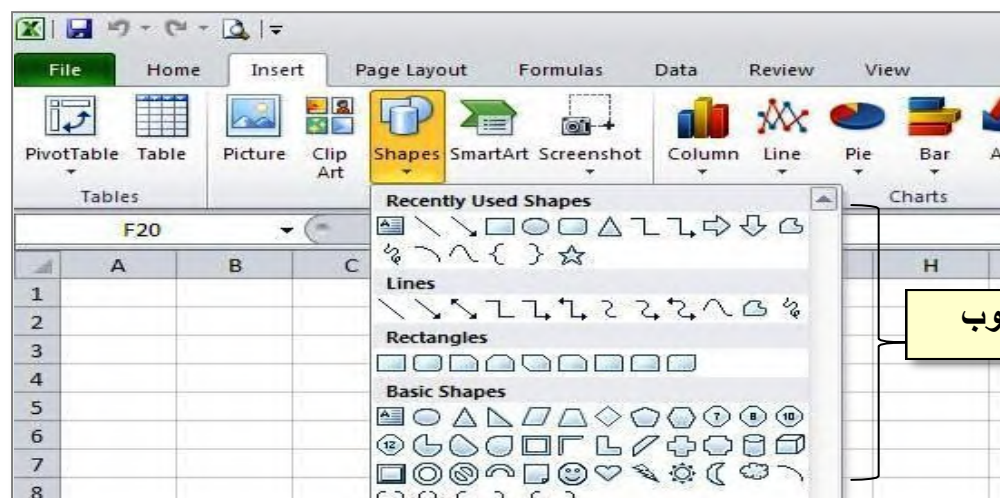 File Home Insert Page Layout Formulas Data Review View
PivotTable Table Picture Clip Art Shapes SmartArt Screenshot Column Line Pie Bar
Tables Charts
Recently Used Shapes
F20
A B C H
Lines
1
2
Rectangles
3
4
Basic Shapes
5
6
7
8